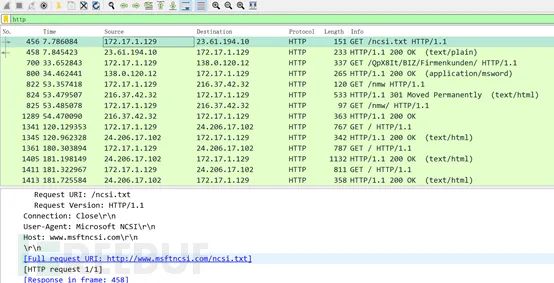 http
No. Time Source Destination Protocol Length Info
456 7.786084 172.17.1.129 23.61.194.10 HTTP 151 GET /ncsi.txt HTTP/1.1
458 7.845423 23.61.194.10 172.17.1.129 HTTP 233 HTTP/1.1 200 OK (text/plain)
700 33.652843 172.17.1.129 138.0.120.12 HTTP 337 GET /QpX8It/BIZ/Firmenkunden/ HTTP/1.1
800 34.462441 138.0.120.12 172.17.1.129 HTTP 265 HTTP/1.1 200 OK (application/msword)
822 53.357418 172.17.1.129 216.37.42.32 HTTP 120 GET /nmw HTTP/1.1
824 53.479507 216.37.42.32 172.17.1.129 HTTP 533 HTTP/1.1 301 Moved Permanently (text/html)
825 53.485078 172.17.1.129 216.37.42.32 HTTP 97 GET /nmw/ HTTP/1.1
1289 54.470090 216.37.42.32 172.17.1.129 HTTP 363 HTTP/1.1 200 OK
1341 120.129353 172.17.1.129 24.206.17.102 HTTP 767 GET / HTTP/1.1
1345 120.962328 24.206.17.102 172.17.1.129 HTTP 342 HTTP/1.1 200 OK (text/html)
1361 180.303894 172.17.1.129 24.206.17.102 HTTP 787 GET / HTTP/1.1
1405 181.198149 24.206.17.102 172.17.1.129 HTTP 1132 HTTP/1.1 200 OK (text/html)
1411 181.322967 172.17.1.129 24.206.17.102 HTTP 811 GET / HTTP/1.1
1413 181.725584 24.206.17.102 172.17.1.129 HTTP 358 HTTP/1.1 200 OK (text/html)
Request URI: /ncsi.txt
Request Version: HTTP/1.1
Connection: Close\r\n
User-Agent: Microsoft NCSI\r\n
Host: www.msftncsi.com\r\n
\r\n
[Full request URI: http://www.msftncsi.com/ncsi.txt]
[HTTP request 1/1]
[Response in frame: 458]